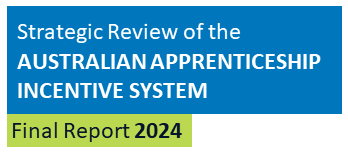 Strategic Review of the
AUSTRALIAN APPRENTICESHIP
INCENTIVE SYSTEM
Final Report 2024